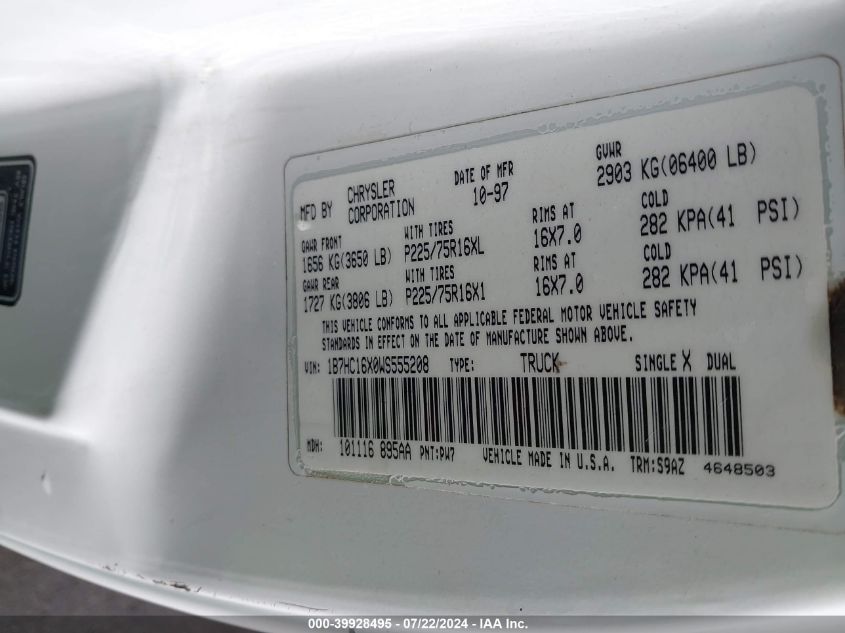 MFD BY CHRYSLER CORPORATION DATE OF MFR 10-97 GVWR 2903 KG(06400 LB)
GAWR FRONT WITH TIRES RIMS AT COLD
1656 KG(3650 LB) P225/75R16XL 16X7.0 282 KPA(41 PSI)
GAWR REAR WITH TIRES RIMS AT COLD
1727 KG(3806 LB) P225/75R16X1 16X7.0 282 KPA(41 PSI)
THIS VEHICLE CONFORMS TO ALL APPLICABLE FEDERAL MOTOR VEHICLE SAFETY
STANDARDS IN EFFECT ON THE DATE OF MANUFACTURE SHOWN ABOVE.
VIN: 1B7HC16X0WS555208 TYPE: TRUCK SINGLE X DUAL
MDH: 101116 895AA PNT:PW7 VEHICLE MADE IN U.S.A. TRM:S9AZ 4648503
000-39928495 - 07/22/2024 - IAA Inc.